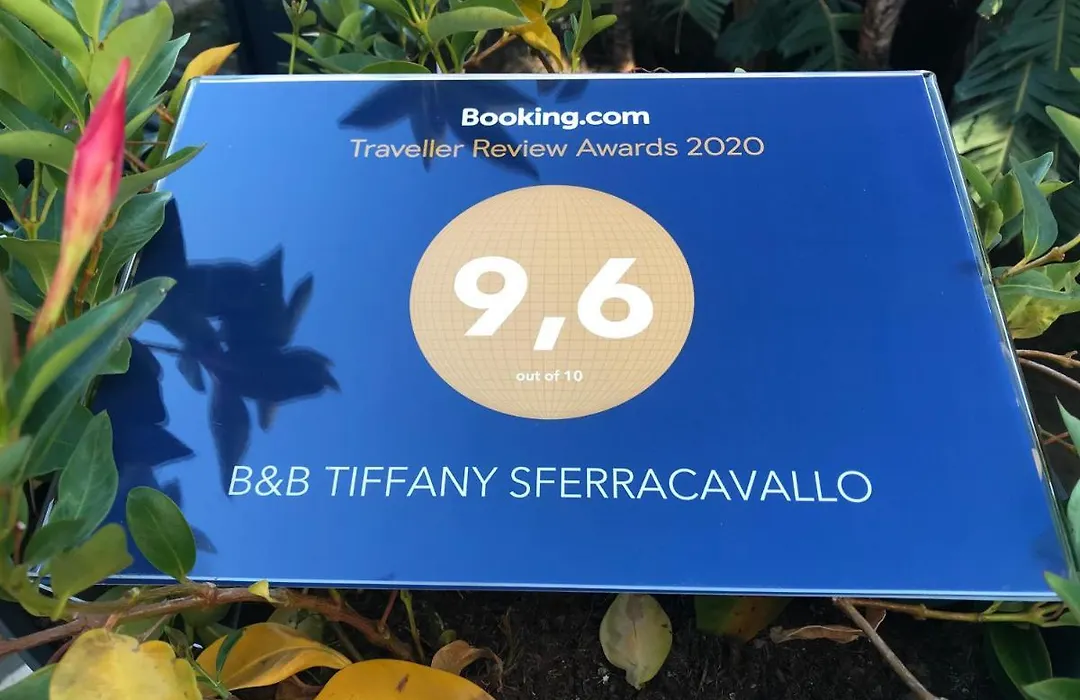 Booking.com
Traveller Review Awards 2020
9,6
out of 10
B&B TIFFANY SFERRACAVALLO